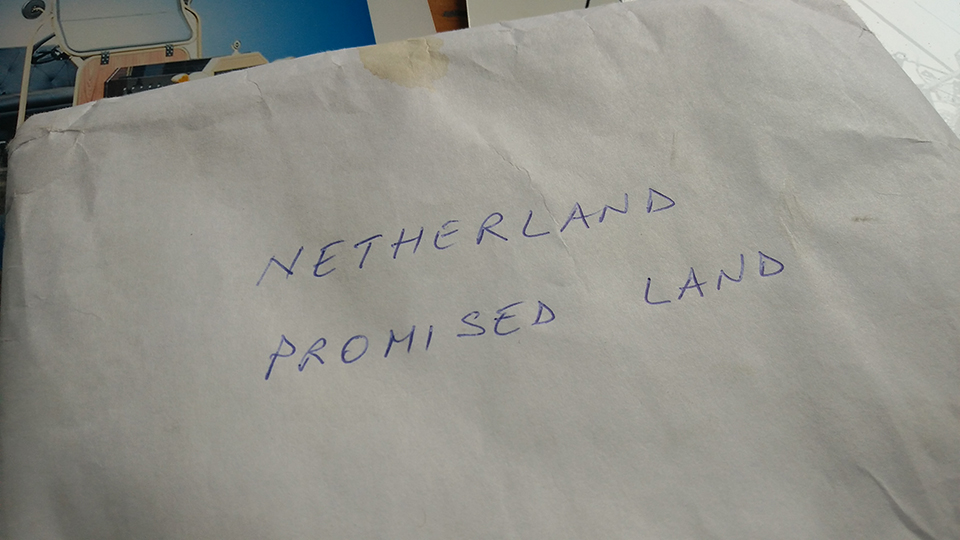 NETHERLAND
PROMISED LAND